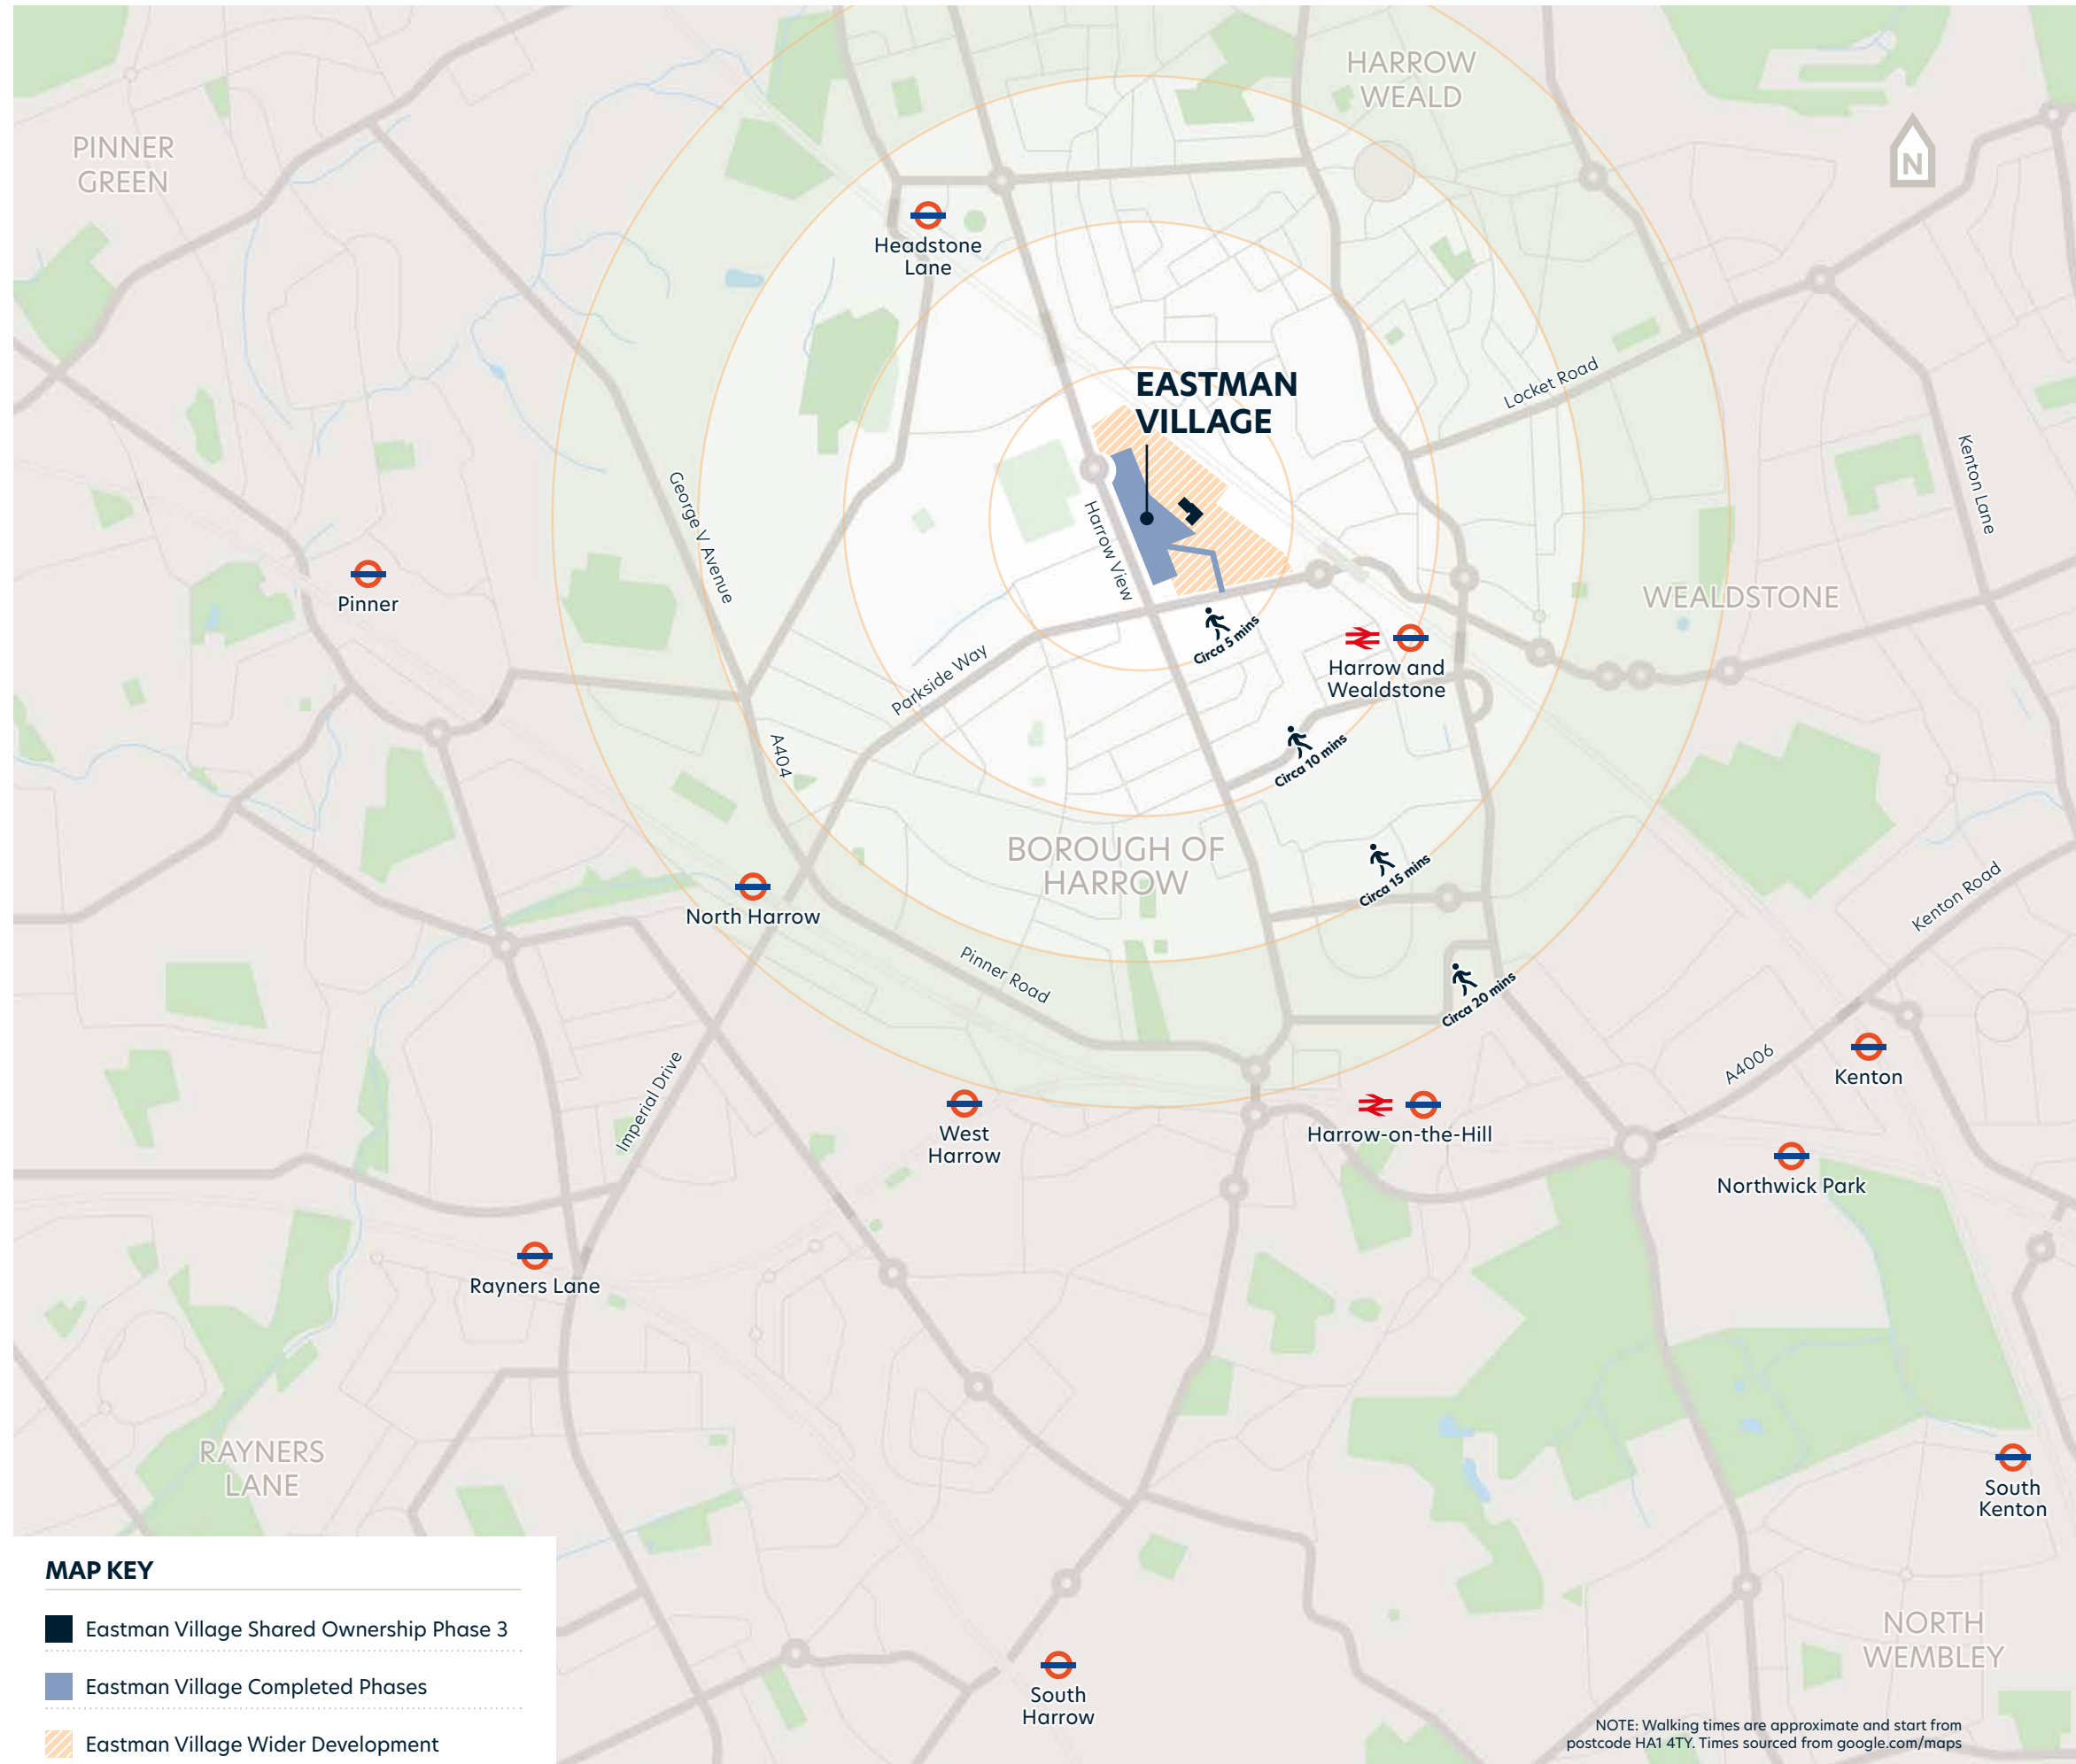 HARROW
WEALD
PINNER
GREEN
N
Headstone
Lane
EASTMAN
VILLAGE
Locket Road
Kenton Lane
George V Avenue
Harrow View
Pinner
WEALDSTONE
Circa 5 mins
Harrow and
Wealdstone
Parkside Way
A404
Circa 10 mins
BOROUGH OF
HARROW
Circa 15 mins
North Harrow
Kenton Road
Pinner Road
Circa 20 mins
Imperial Drive
A4006
Kenton
West
Harrow
Harrow-on-the-Hill
Northwick Park
Rayners Lane
RAYNERS
LANE
South
Kenton
MAP KEY
Eastman Village Shared Ownership Phase 3
Eastman Village Completed Phases
Eastman Village Wider Development
South
Harrow
NORTH
WEMBLEY
NOTE: Walking times are approximate and start from
postcode HA1 4TY. Times sourced from google.com/maps